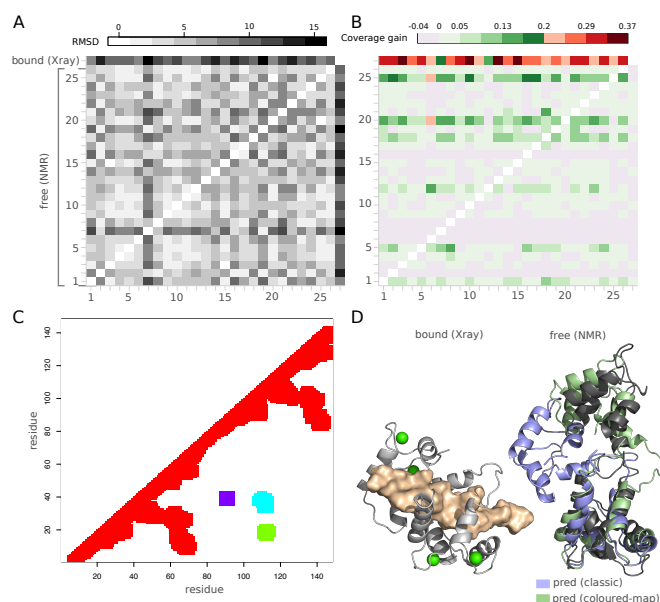 A
0 5 10 15
RMSD
bound (Xray)
free (NMR)
25
20
15
10
5
1
1 5 10 15 20 25
B
-0.04 0 0.05 0.13 0.20 0.29 0.37
Coverage gain
25
20
15
10
5
1
1 5 10 15 20 25
C
140
120
100
80
60
40
20
residue
20 40 60 80 100 120 140
residue
D
bound (Xray) free (NMR)
pred (classic)
pred (coloured-map)